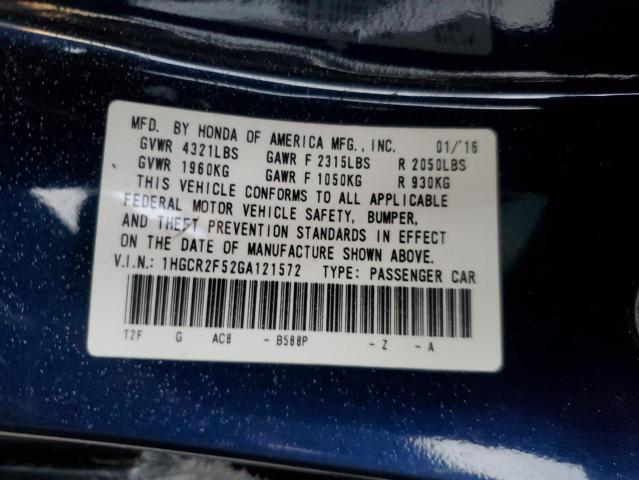 MFD. BY HONDA OF AMERICA MFG., INC. 01/'16
GVWR 4321LBS GAWR F 2315LBS R 2050LBS
GVWR 1960KG GAWR F 1050KG R 930KG
THIS VEHICLE CONFORMS TO ALL APPLICABLE
FEDERAL MOTOR VEHICLE SAFETY, BUMPER,
AND THEFT PREVENTION STANDARDS IN EFFECT
ON THE DATE OF MANUFACTURE SHOWN ABOVE.
V.I.N.: 1HGCR2F52GA121572 TYPE: PASSENGER CAR
T2F G AC8 - B588P - Z - A